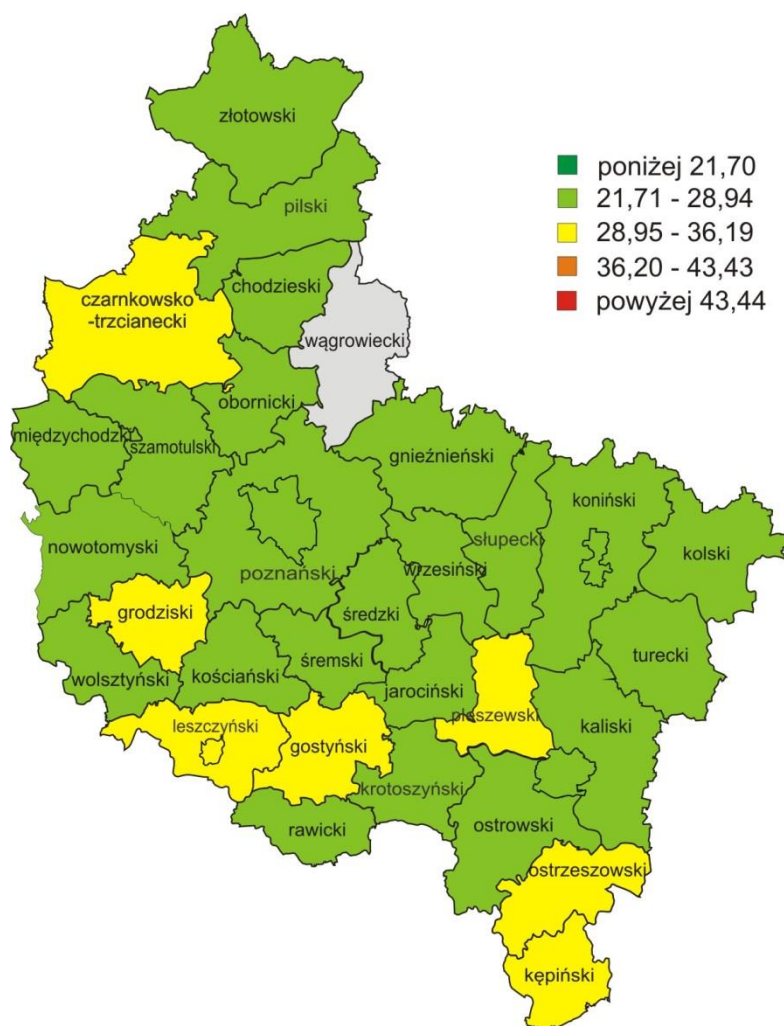 złotowski
poniżej 21,70
21,71 - 28,94
28,95 - 36,19
36,20 - 43,43
powyżej 43,44
pilski
chodzieski
czarnkowsko
-trzcianecki
wągrowiecki
obornicki
międzychodzki
szamotulski
gnieźnieński
koniński
słupecki
nowotomyski
kolski
wrzesiński
poznański
grodziski
średzki
turecki
śremski
kościański
wolsztyński
jarociński
pleszewski
leszczyński
kaliski
gostyński
krotoszyński
rawicki
ostrowski
ostrzeszowski
kępiński